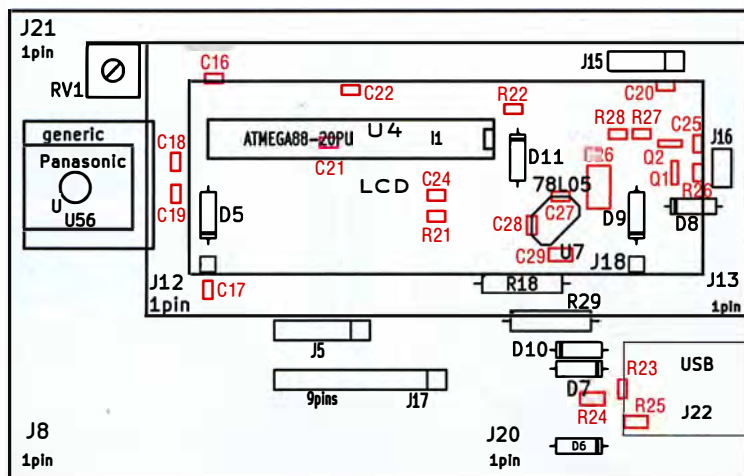 J21
1pin
RV1
C16
C22
R22
J15
C20
R28 R27
C25
J16
generic
Panasonic
U
U56
C18
C19
ATMEGA88-20PU
U4
I1
C21
LCD
D11
Q2
Q1
R26
D8
D5
C24
R21
78L05
C27
C28
C29
U7
D9
J18
J12
1pin
C17
R18
J13
1pin
R29
J5
9pins
J17
D10
D7
R23
USB
R24
R25
J22
J8
1pin
J20
1pin
D6